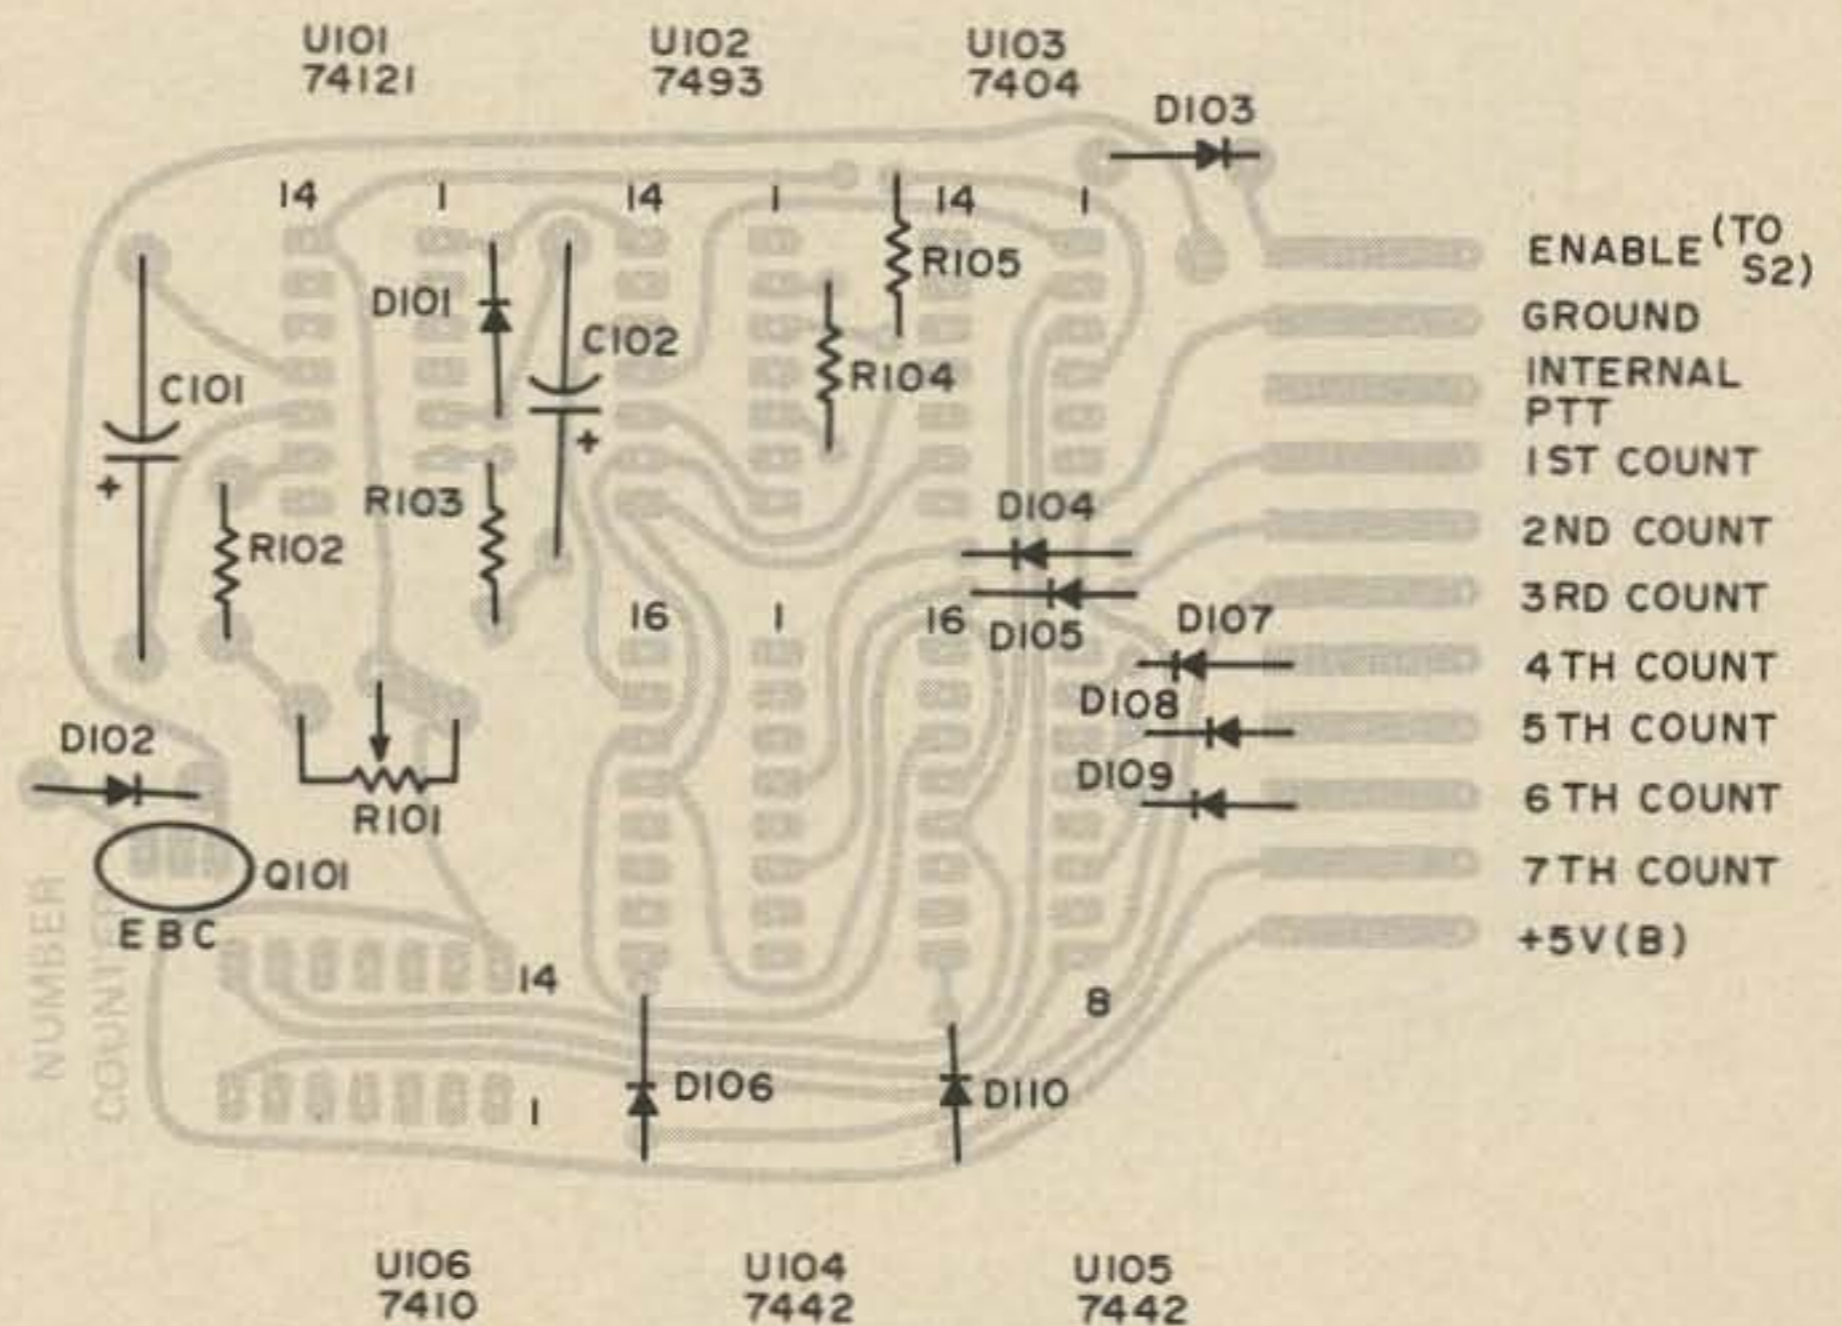 U101
74121
U102
7493
U103
7404
D103
14
1
14
1
14
1
ENABLE (TO S2)
R105
D101
GROUND
C102
C101
R104
INTERNAL
PTT
+
+
1ST COUNT
R103
D104
R102
2ND COUNT
3RD COUNT
16
1
16
D105
D107
4TH COUNT
D108
5TH COUNT
D102
D109
6TH COUNT
R101
Q101
7TH COUNT
EBC
+5V(B)
NUMBER
COUNTER
14
8
D106
D110
1
U106
7410
U104
7442
U105
7442